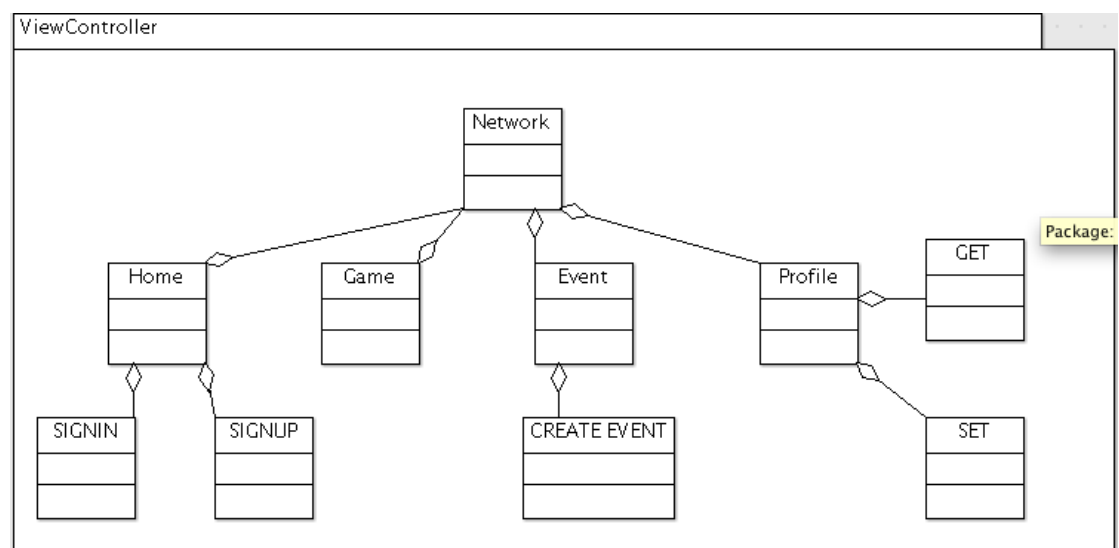 ViewController
Network
Package:
Home
Game
Event
Profile
GET
SIGNIN
SIGNUP
CREATE EVENT
SET